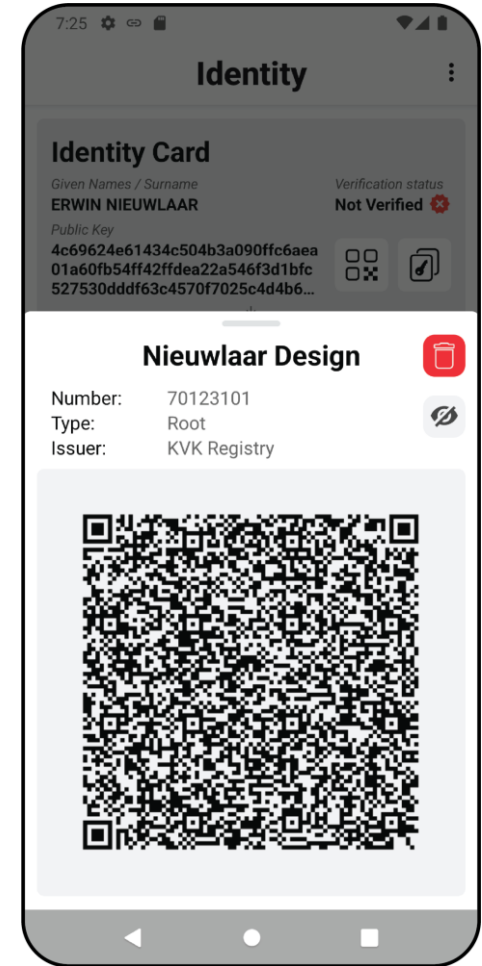 7:25
Identity
Identity Card
Given Names / Surname
Verification status
ERWIN NIEUWLAAR
Not Verified
Public Key
4c69624e61434c504b3a090ffc6aea
01a60fb54ff42ffdea22a546f3d1bfc
527530dddf63c4570f7025c4d4b6...
Nieuwlaar Design
Number: 70123101
Type: Root
Issuer: KVK Registry